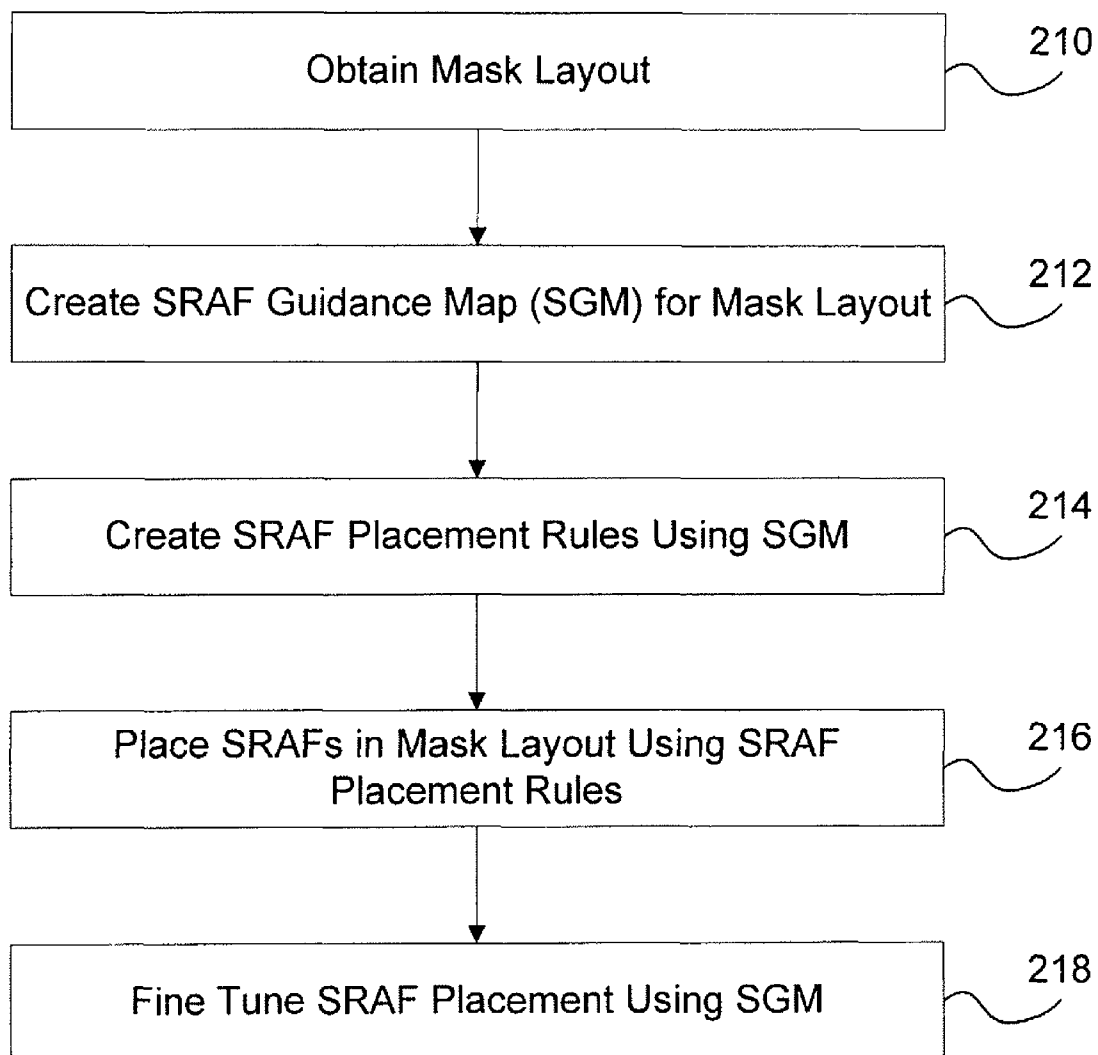 210
Obtain Mask Layout
212
Create SRAF Guidance Map (SGM) for Mask Layout
214
Create SRAF Placement Rules Using SGM
216
Place SRAFs in Mask Layout Using SRAF
Placement Rules
218
Fine Tune SRAF Placement Using SGM